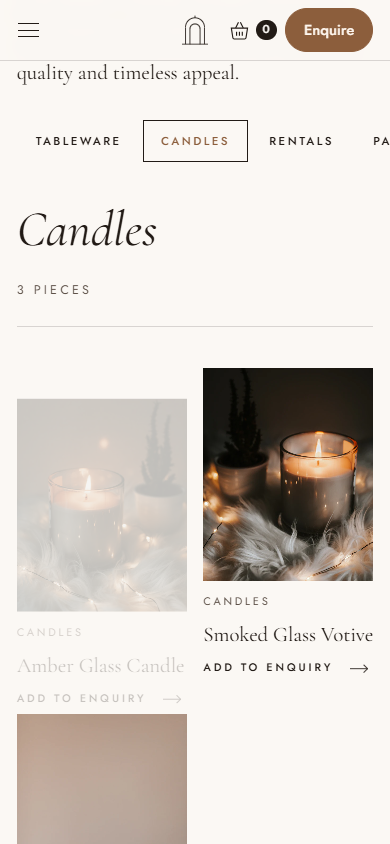 0
Enquire
quality and timeless appeal.
TABLEWARE
CANDLES
RENTALS
PA
Candles
3 PIECES
CANDLES
Amber Glass Candle
ADD TO ENQUIRY
CANDLES
Smoked Glass Votive
ADD TO ENQUIRY